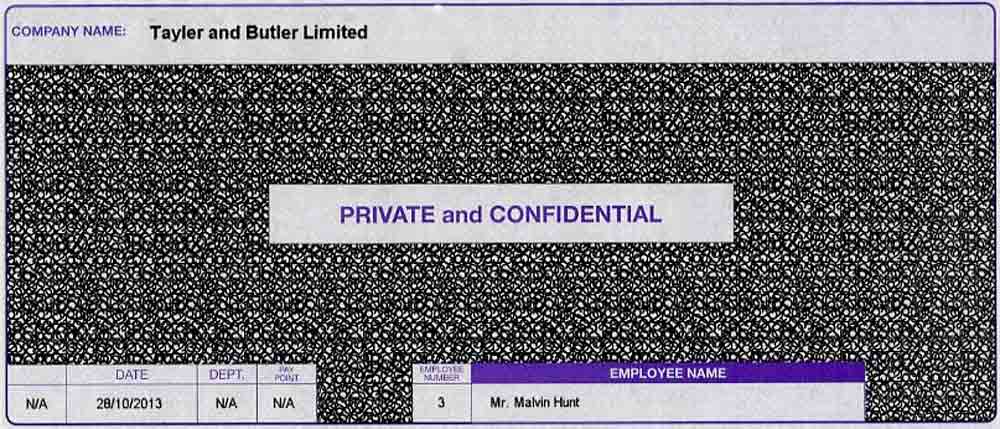 COMPANY NAME: Tayler and Butler Limited
PRIVATE and CONFIDENTIAL
DATE DEPT. PAY POINT EMPLOYEE NUMBER EMPLOYEE NAME
N/A 28/10/2013 N/A N/A 3 Mr. Malvin Hunt